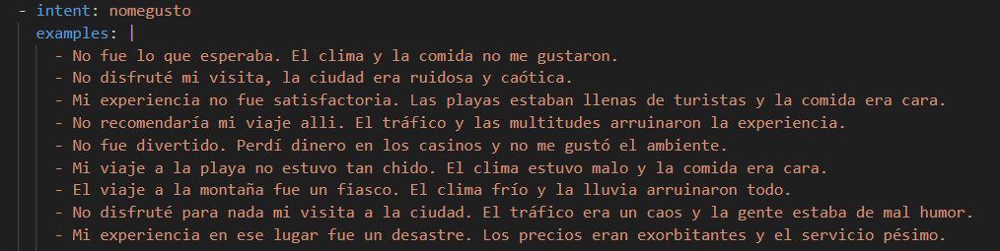 - intent: nomegusto
examples: |
- No fue lo que esperaba. El clima y la comida no me gustaron.
- No disfruté mi visita, la ciudad era ruidosa y caótica.
- Mi experiencia no fue satisfactoria. Las playas estaban llenas de turistas y la comida era cara.
- No recomendaría mi viaje alli. El tráfico y las multitudes arruinaron la experiencia.
- No fue divertido. Perdí dinero en los casinos y no me gustó el ambiente.
- Mi viaje a la playa no estuvo tan chido. El clima estuvo malo y la comida era cara.
- El viaje a la montaña fue un fiasco. El clima frío y la lluvia arruinaron todo.
- No disfruté para nada mi visita a la ciudad. El tráfico era un caos y la gente estaba de mal humor.
- Mi experiencia en ese lugar fue un desastre. Los precios eran exorbitantes y el servicio pésimo.